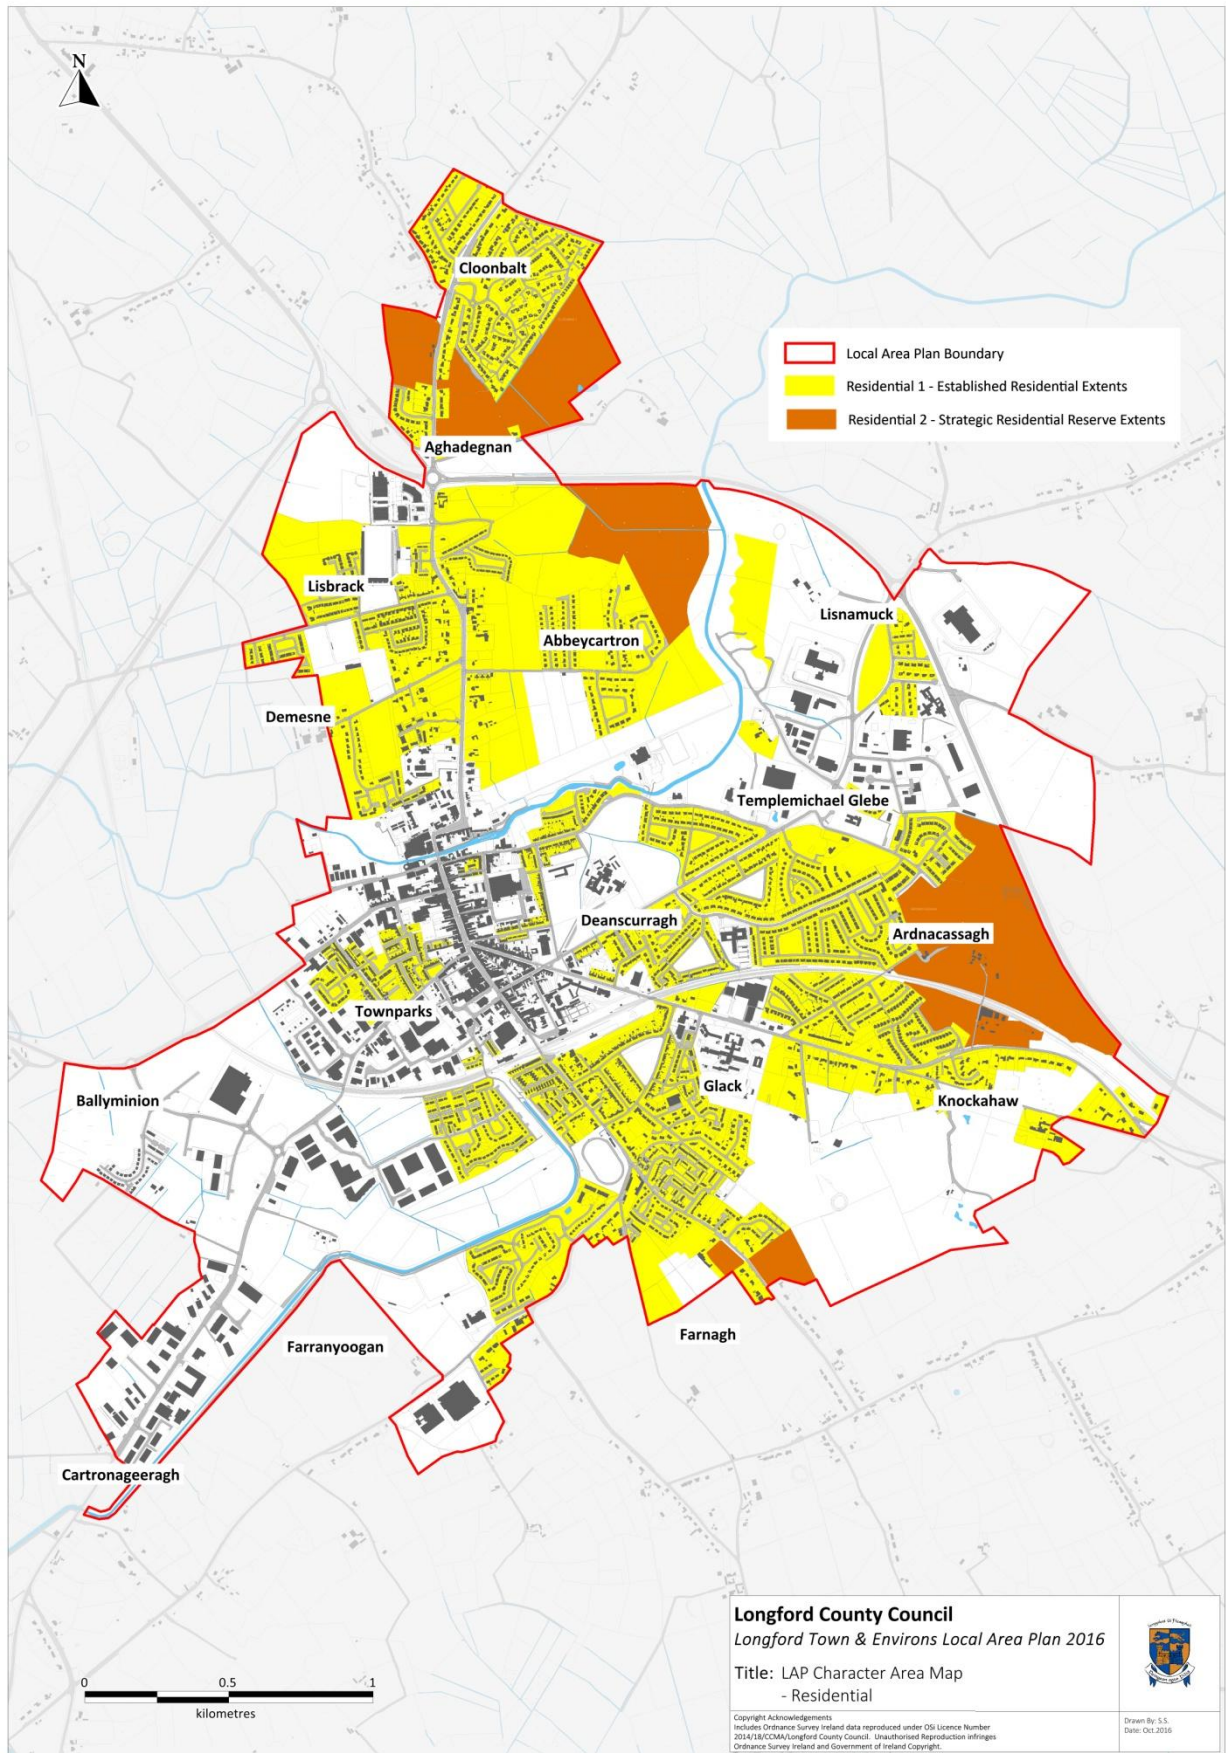 N
Cloonbalt
Local Area Plan Boundary
Residential 1 - Established Residential Extents
Residential 2 - Strategic Residential Reserve Extents
Aghadegnan
Lisbrack
Lisnamuck
Abbeycartron
Demesne
Templemichael Glebe
Deanscurragh
Ardnacassagh
Townparks
Glack
Ballyminion
Knockahaw
Farnagh
Farranyoogan
Cartronageeragh
0 0.5 1
kilometres
Longford County Council
Longford Town & Environs Local Area Plan 2016
Title: LAP Character Area Map
- Residential
Copyright Acknowledgements
Includes Ordnance Survey Ireland data reproduced under OSi Licence Number
2014/18/CCMA/Longford County Council. Unauthorised Reproduction infringes
Ordnance Survey Ireland and Government of Ireland Copyright.
Drawn By: S.S.
Date: Oct.2016